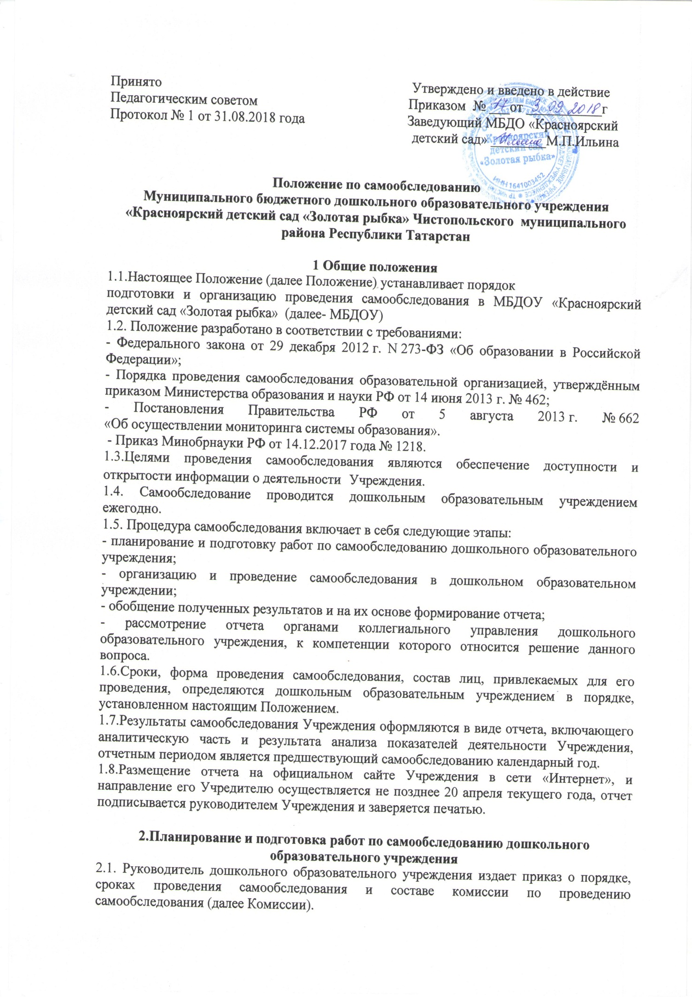 Принято
Педагогическим советом
Протокол № 1 от 31.08.2018 года
Утверждено и введено в действие
Приказом № от 3.09.2018г
Заведующий МБДО «Красноярский
детский сад» Ильина М.П.Ильина
Красноярский
детский сад
«Золотая рыбка»
ИНН 1641003452
Положение по самообследованию
Муниципального бюджетного дошкольного образовательного учреждения
«Красноярский детский сад «Золотая рыбка» Чистопольского муниципального
района Республики Татарстан
1 Общие положения
1.1.Настоящее Положение (далее Положение) устанавливает порядок
подготовки и организацию проведения самообследования в МБДОУ «Красноярский
детский сад «Золотая рыбка» (далее- МБДОУ)
1.2. Положение разработано в соответствии с требованиями:
- Федерального закона от 29 декабря 2012 г. N 273-ФЗ «Об образовании в Российской
Федерации»;
- Порядка проведения самообследования образовательной организацией, утверждённым
приказом Министерства образования и науки РФ от 14 июня 2013 г. № 462;
- Постановления Правительства РФ от 5 августа 2013 г. № 662
«Об осуществлении мониторинга системы образования».
- Приказ Минобрнауки РФ от 14.12.2017 года № 1218.
1.3.Целями проведения самообследования являются обеспечение доступности и
открытости информации о деятельности Учреждения.
1.4. Самообследование проводится дошкольным образовательным учреждением
ежегодно.
1.5. Процедура самообследования включает в себя следующие этапы:
- планирование и подготовку работ по самообследованию дошкольного образовательного
учреждения;
- организацию и проведение самообследования в дошкольном образовательном
учреждении;
- обобщение полученных результатов и на их основе формирование отчета;
- рассмотрение отчета органами коллегиального управления дошкольного
образовательного учреждения, к компетенции которого относится решение данного
вопроса.
1.6.Сроки, форма проведения самообследования, состав лиц, привлекаемых для его
проведения, определяются дошкольным образовательным учреждением в порядке,
установленном настоящим Положением.
1.7.Результаты самообследования Учреждения оформляются в виде отчета, включающего
аналитическую часть и результата анализа показателей деятельности Учреждения,
отчетным периодом является предшествующий самообследованию календарный год.
1.8.Размещение отчета на официальном сайте Учреждения в сети «Интернет», и
направление его Учредителю осуществляется не позднее 20 апреля текущего года, отчет
подписывается руководителем Учреждения и заверяется печатью.
2.Планирование и подготовка работ по самообследованию дошкольного
образовательного учреждения
2.1. Руководитель дошкольного образовательного учреждения издает приказ о порядке,
сроках проведения самообследования и составе комиссии по проведению
самообследования (далее Комиссии).